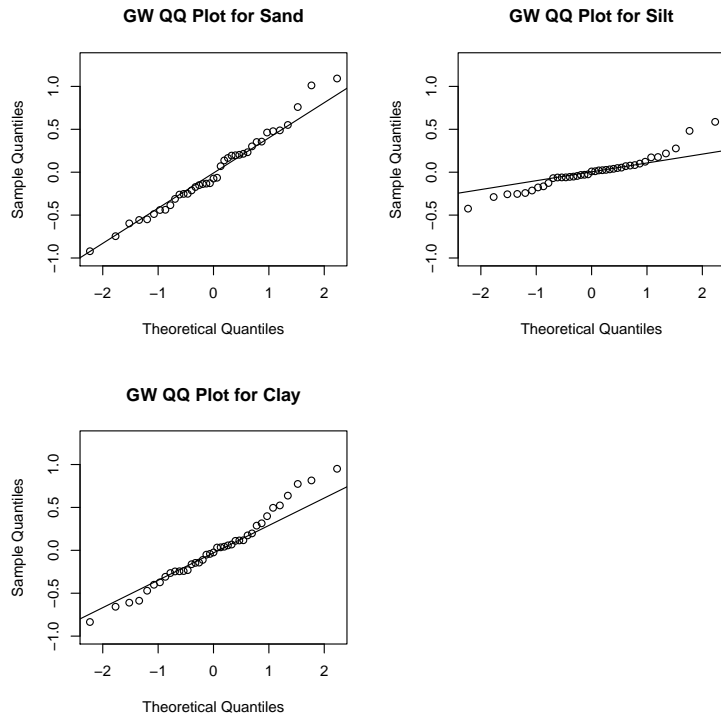 GW QQ Plot for Sand
Sample Quantiles
1.0
0.5
0.0
−0.5
−1.0
−2 −1 0 1 2
Theoretical Quantiles
GW QQ Plot for Silt
Sample Quantiles
1.0
0.5
0.0
−0.5
−1.0
−2 −1 0 1 2
Theoretical Quantiles
GW QQ Plot for Clay
Sample Quantiles
1.0
0.5
0.0
−0.5
−1.0
−2 −1 0 1 2
Theoretical Quantiles